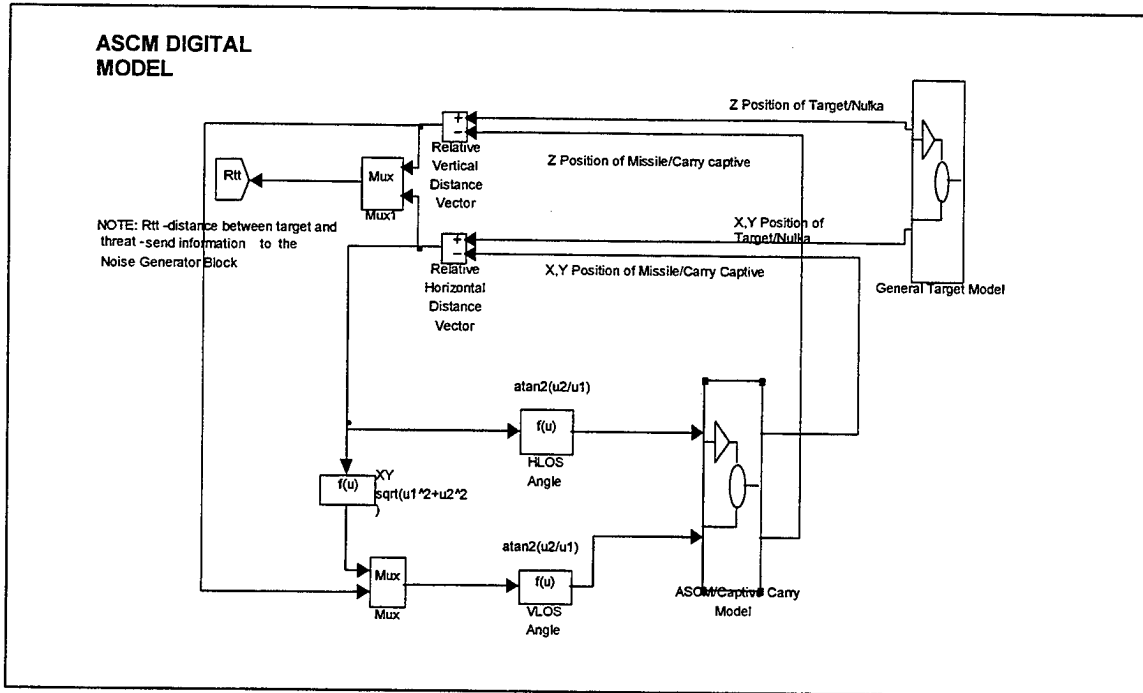 ASCM DIGITAL
MODEL
Z Position of Target/Nulka
+
−
Relative
Vertical
Distance
Vector
Z Position of Missile/Carry captive
Rtt
Mux
Mux1
NOTE: Rtt -distance between target and
threat -send information to the
Noise Generator Block
X,Y Position of
Target/Nulka
+
−
Relative
Horizontal
Distance
Vector
X,Y Position of Missile/Carry Captive
General Target Model
atan2(u2/u1)
f(u)
HLOS
Angle
f(u)
XY
sqrt(u1^2+u2^2
)
atan2(u2/u1)
Mux
Mux
f(u)
VLOS
Angle
ASCM/Captive Carry
Model